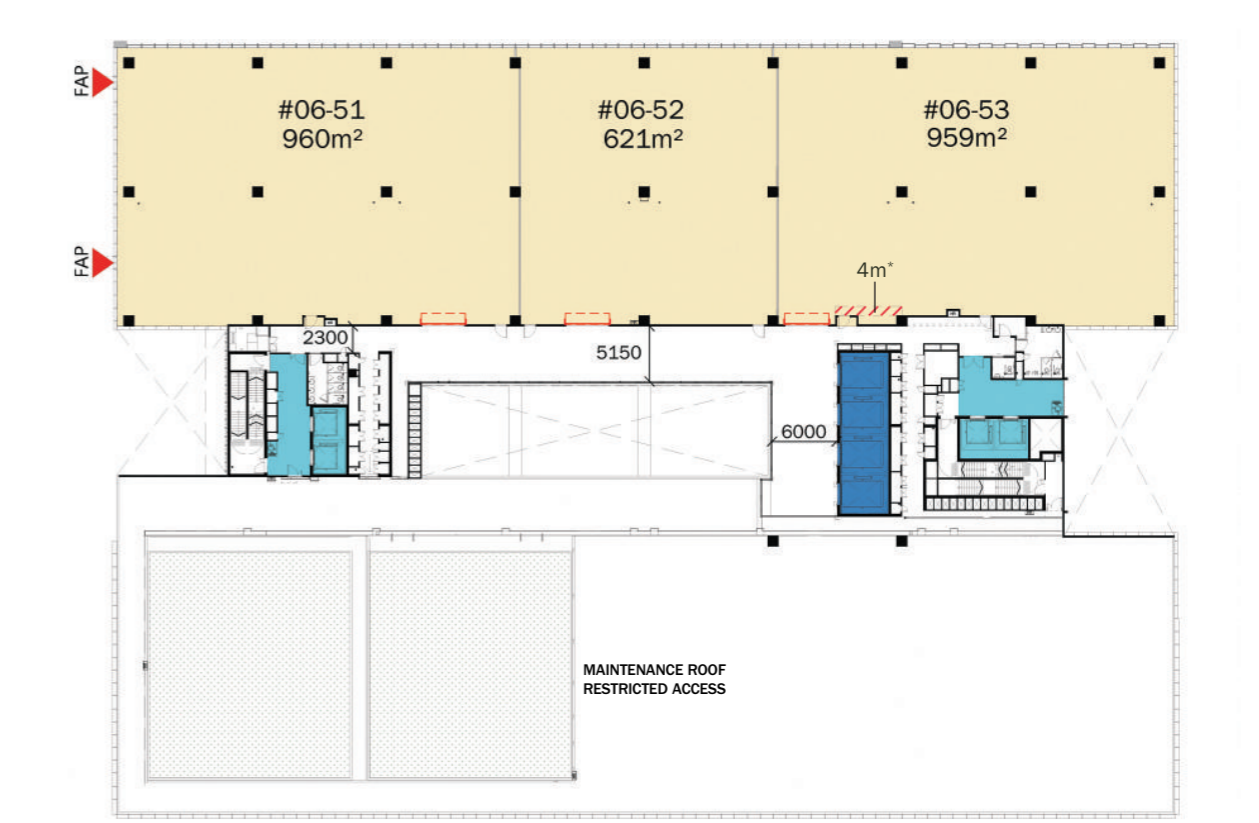 FAP
#06-51
960m²
#06-52
621m²
#06-53
959m²
FAP
4m*
2300
5150
6000
MAINTENANCE ROOF
RESTRICTED ACCESS